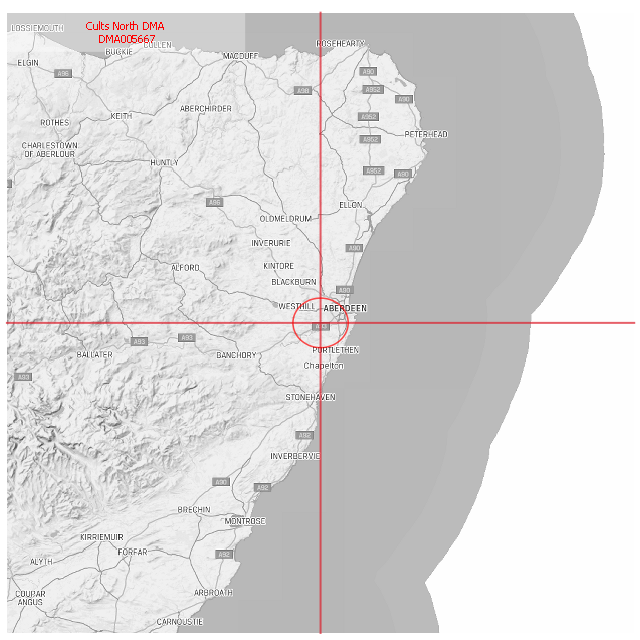 LOSSIEMOUTH
Cults North DMA
DMA005667
CULLEN
BUCKIE
MACDUFF
ROSEHEARTY
ELGIN
A96
A90
A98
A952
A90
ABERCHIRDER
KEITH
A952
ROTHES
PETERHEAD
A952
CHARLESTOWN
OF ABERLOUR
HUNTLY
A952
A90
A96
ELLON
OLDMELDRUM
INVERURIE
A90
KINTORE
ALFORD
BLACKBURN
A90
WESTHILL
ABERDEEN
A93
A93
BALLATER
BANCHORY
PORTLETHEN
Chapelton
A93
STONEHAVEN
A92
INVERBERVIE
A90
A92
BRECHIN
MONTROSE
KIRRIEMUIR
FORFAR
A92
ALYTH
COUPAR
ANGUS
ARBROATH
CARNOUSTIE